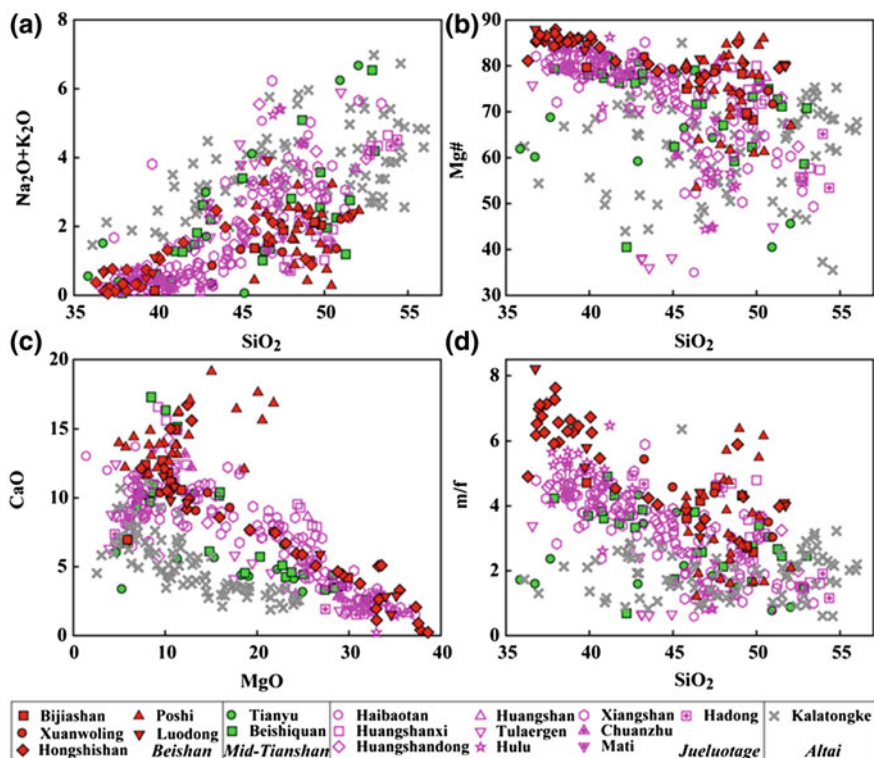 (a)
8
6
4
2
0
Na₂O+K₂O
35 40 45 50 55
SiO₂
(b)
90
80
70
60
50
40
30
Mg#
35 40 45 50 55
SiO₂
(c)
20
15
10
5
0
CaO
0 10 20 30 40
MgO
(d)
8
6
4
2
0
m/f
35 40 45 50 55
SiO₂
Bijiashan Poshi Tianyu Haibaotan Huangshan Xiangshan Hadong Kalatongke
Xuanwoling Luodong Beishiquan Huangshanxi Tulaergen Chuanzhu
Hongshishan Beishan Mid-Tianshan Huangshandong Hulu Mati Jueluotage Altai